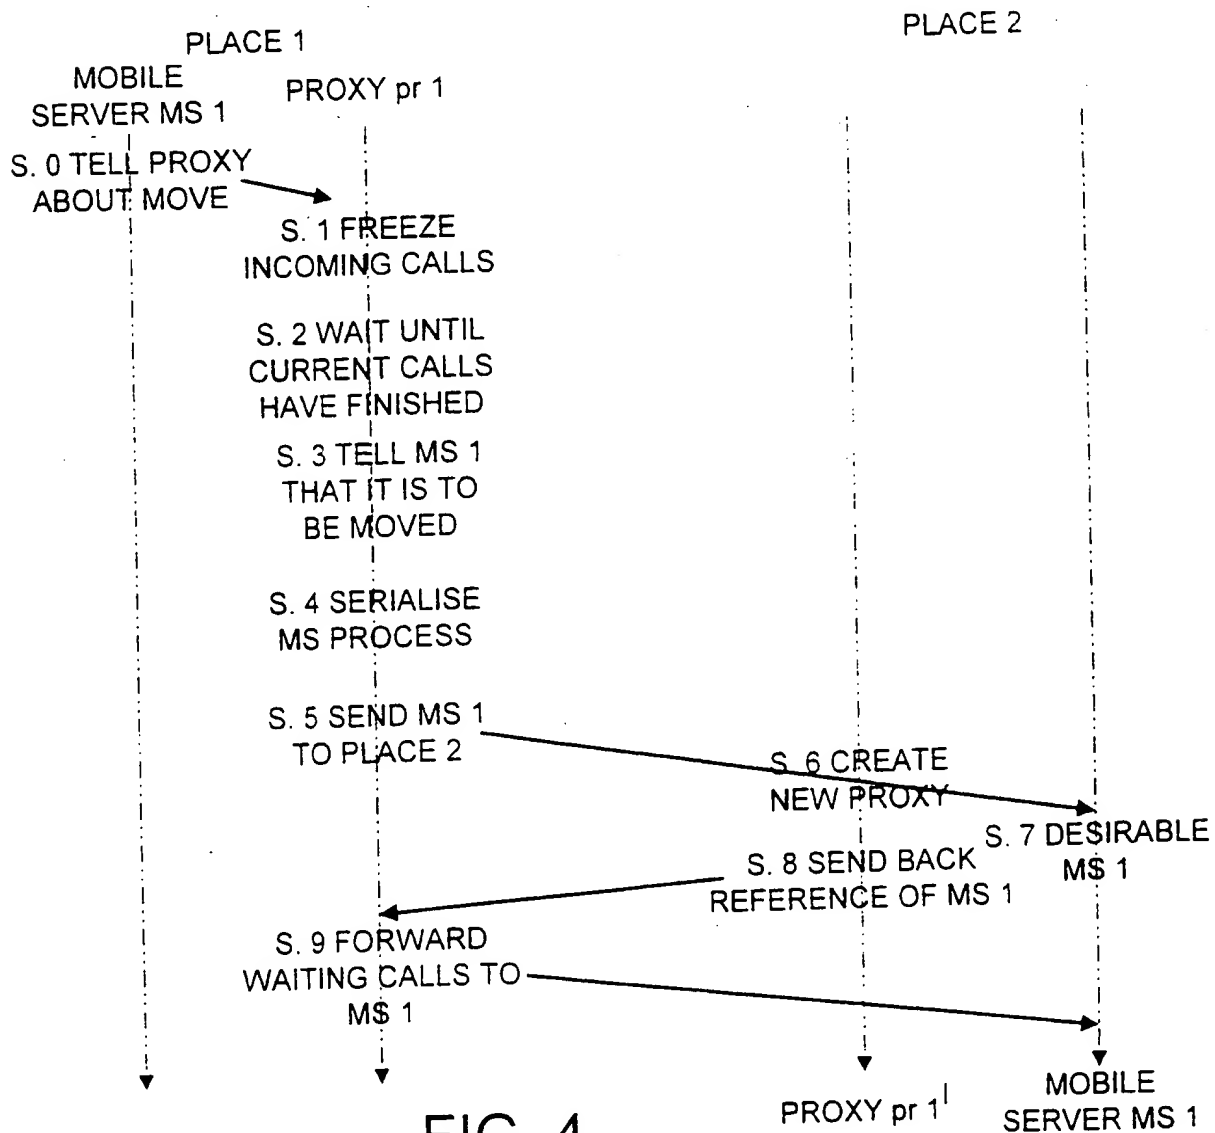 PLACE 1
PLACE 2
MOBILE
SERVER MS 1
PROXY pr 1
S. 0 TELL PROXY
ABOUT MOVE
S. 1 FREEZE
INCOMING CALLS
S. 2 WAIT UNTIL
CURRENT CALLS
HAVE FINISHED
S. 3 TELL MS 1
THAT IT IS TO
BE MOVED
S. 4 SERIALISE
MS PROCESS
S. 5 SEND MS 1
TO PLACE 2
S. 6 CREATE
NEW PROXY
S. 7 DESIRABLE
MS 1
S. 8 SEND BACK
REFERENCE OF MS 1
S. 9 FORWARD
WAITING CALLS TO
MS 1
PROXY pr 1'
MOBILE
SERVER MS 1
FIG. 4